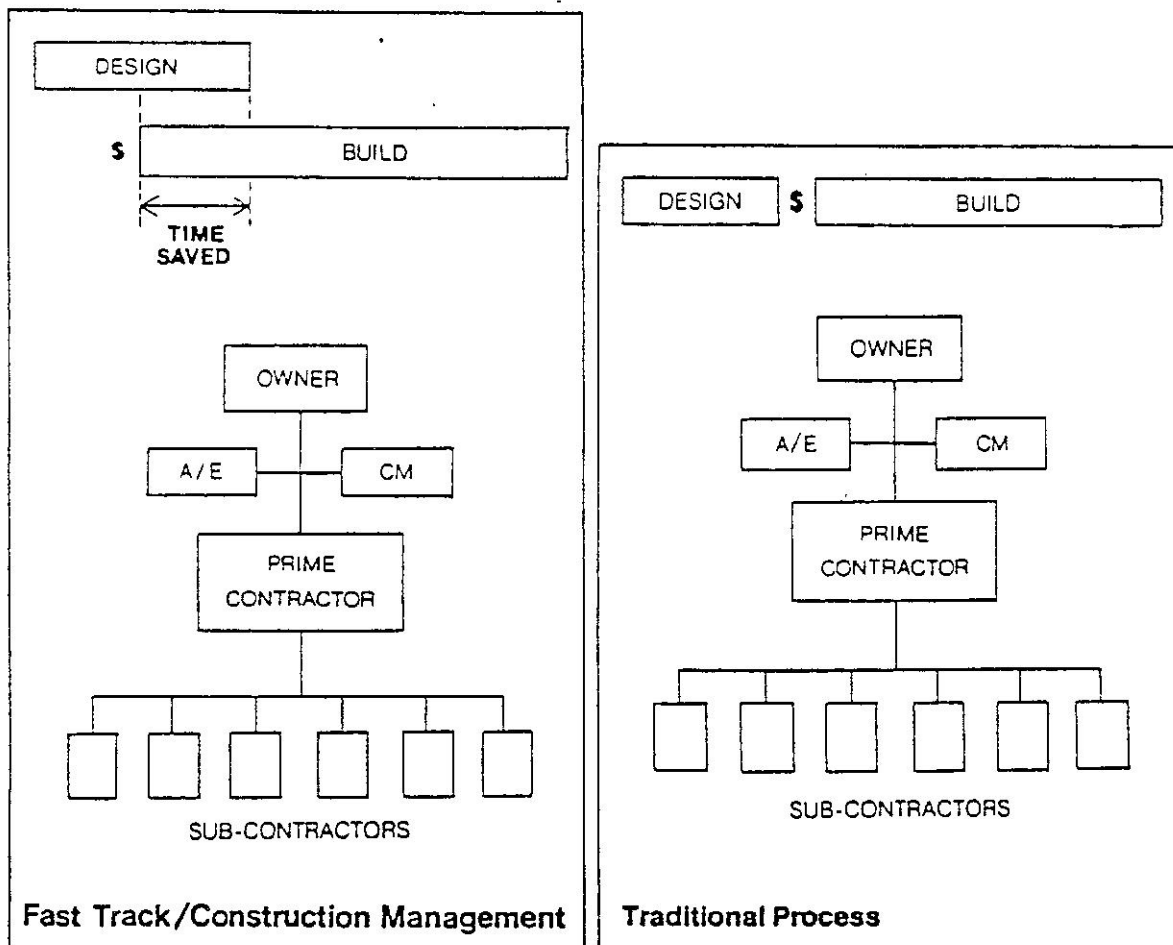 DESIGN
$ BUILD
TIME
SAVED
OWNER
A/E CM
PRIME
CONTRACTOR
SUB-CONTRACTORS
Fast Track/Construction Management
DESIGN $ BUILD
OWNER
A/E CM
PRIME
CONTRACTOR
SUB-CONTRACTORS
Traditional Process